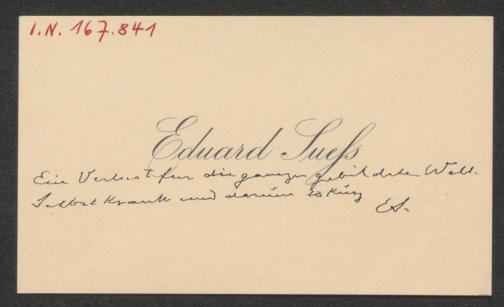 I.N. 167.841
Eduard Suess
Ein Verlust für die ganze gebildete Welt.
Selbst krank und darum so kurz
ES.